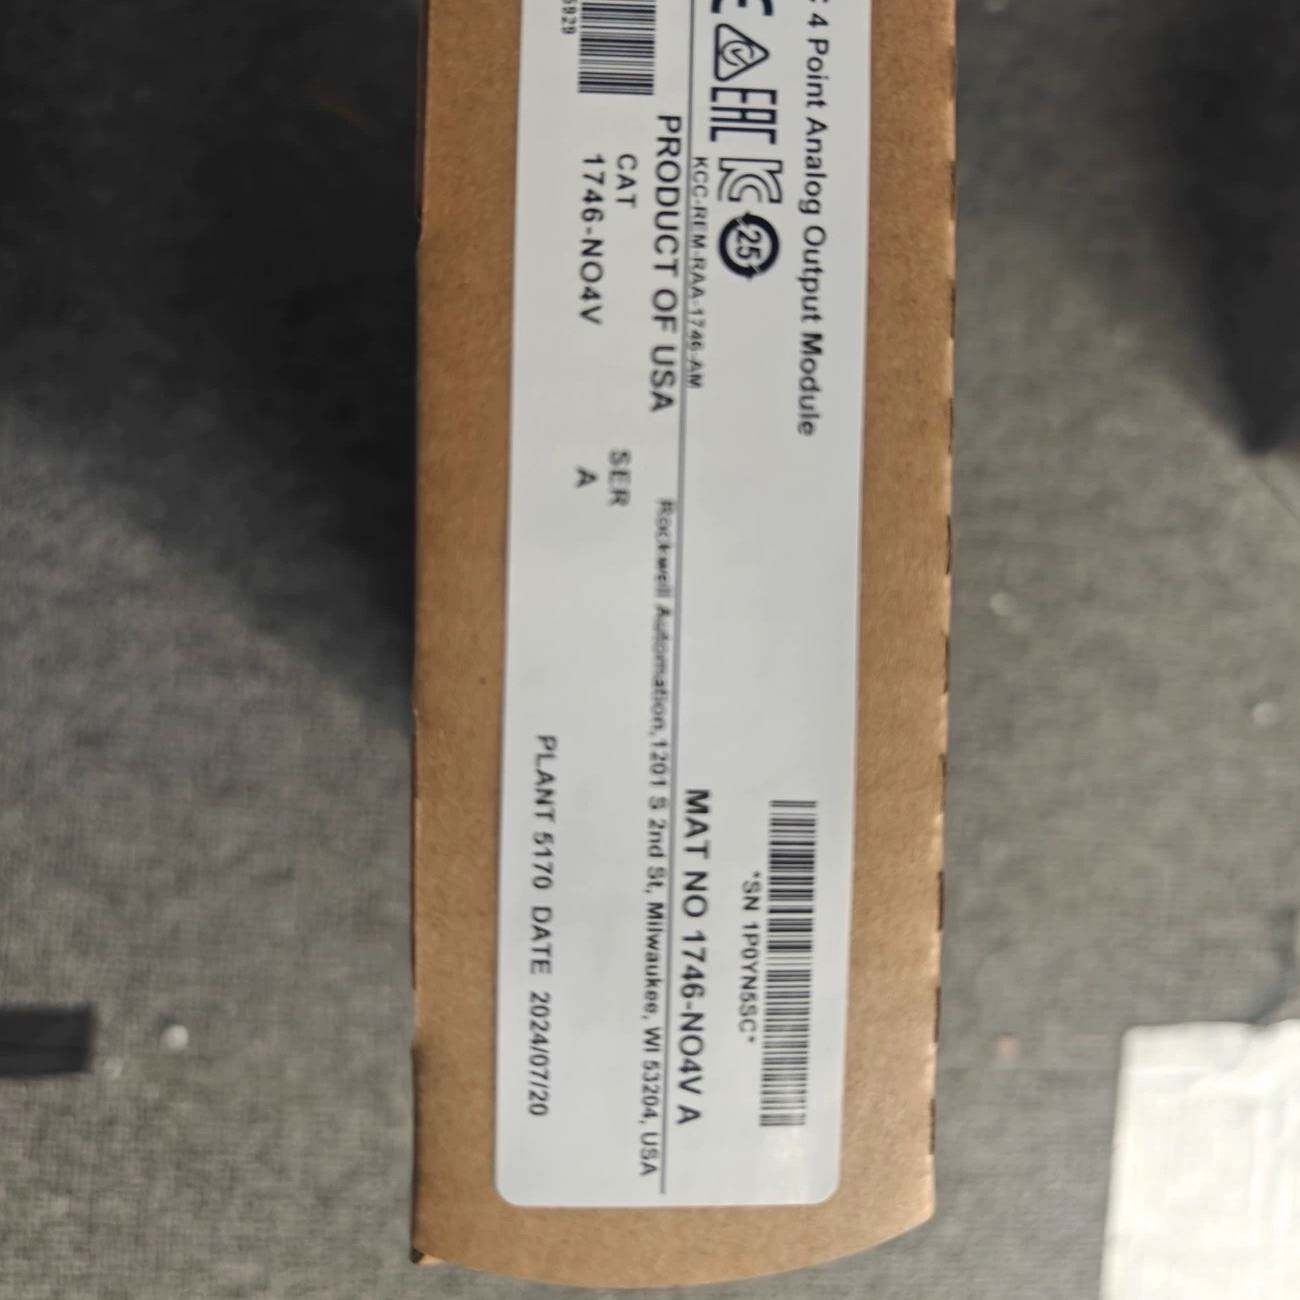 4 Point Analog Output Module
*SN 1P0YN5SC*
EAC
25
KCC-REM-RAA-1746-AM
MAT NO 1746-NO4V A
PRODUCT OF USA
Rockwell Automation,1201 S 2nd St, Milwaukee, WI 53204, USA
CAT
SER
1746-NO4V
A
PLANT 5170 DATE 2024/07/20